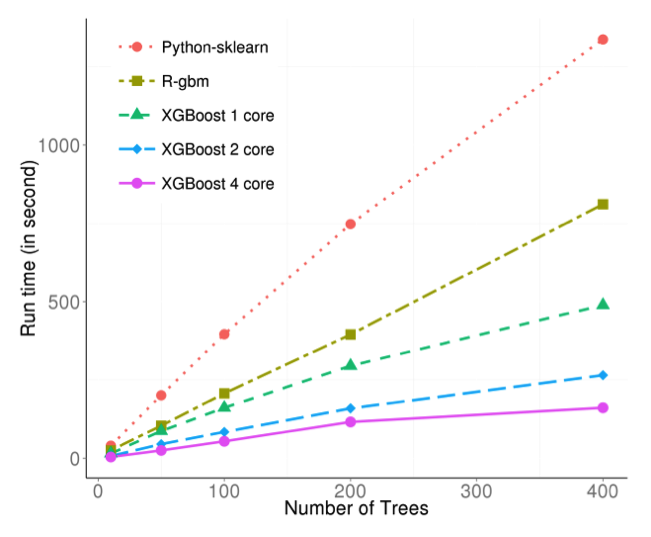 Python-sklearn
R-gbm
XGBoost 1 core
XGBoost 2 core
XGBoost 4 core
Run time (in second)
1000
500
0
0 100 200 300 400
Number of Trees